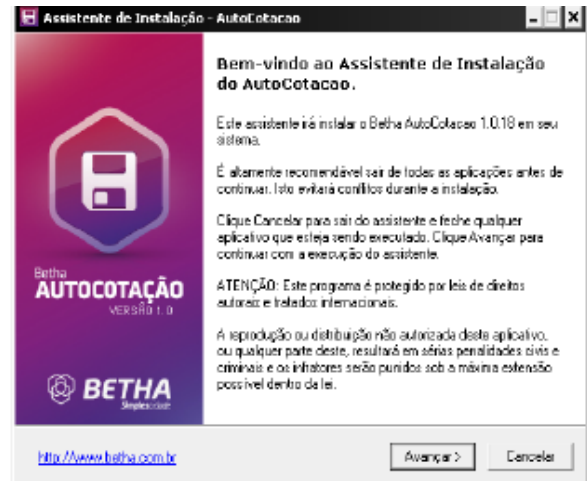 Assistente de Instalação - AutoCotacao
Bem-vindo ao Assistente de Instalação
do AutoCotacao.
Este assistente irá instalar o Betha AutoCotacao 1.0.18 em seu
sistema.
É altamente recomendável sair de todas as aplicações antes de
continuar. Isto evitará conflitos durante a instalação.
Clique Cancelar para sair do assistente e feche qualquer
aplicativo que esteja sendo executado. Clique Avançar para
continuar com a execução do assistente.
ATENÇÃO: Este programa é protegido por leis de direitos
autorais e tratados internacionais.
A reprodução ou distribuição não autorizada deste aplicativo,
ou qualquer parte deste, resultará em sérias penalidades civis e
criminais e os infratores serão punidos sob a máxima extensão
possível dentro da lei.
Betha
AUTOCOTAÇÃO
VERSÃO 1.0
BETHA
Simples
http://www.betha.com.br
Avançar >
Cancelar